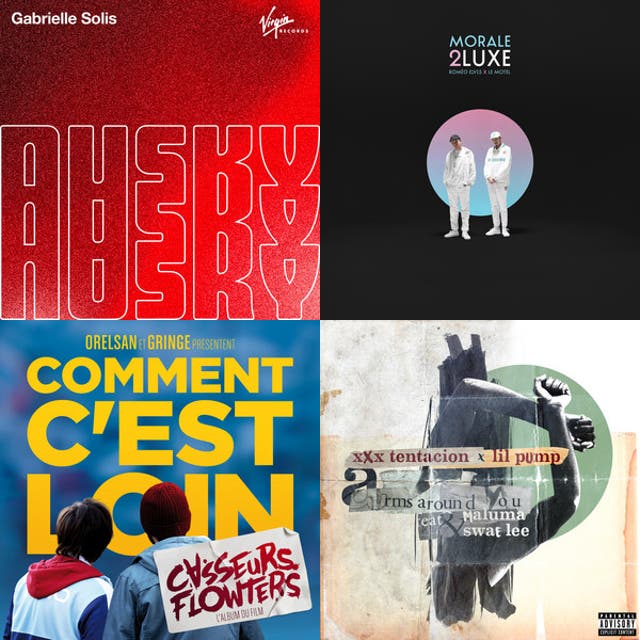 Gabrielle Solis
Virgin
RECORDS
AUSKY
AUSKY
MORALE
2LUXE
ROMÉO ELVIS X LE MOTEL
ORELSAN ET GRINGE PRÉSENTENT
COMMENT
C'EST
LOIN
CASSEURS
FLOWTERS
L'ALBUM DU FILM
xXx tentacion x lil pump
arms around you
feat Maluma
& swae lee
PARENTAL
ADVISORY
EXPLICIT CONTENT